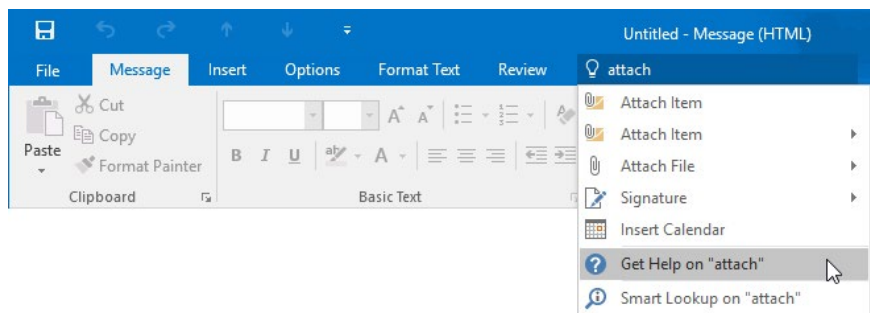 Untitled - Message (HTML)
File Message Insert Options Format Text Review attach
Cut
Copy
Paste
Format Painter
Clipboard
A A
B I U aby A
Basic Text
Attach Item
Attach Item
Attach File
Signature
Insert Calendar
Get Help on "attach"
Smart Lookup on "attach"